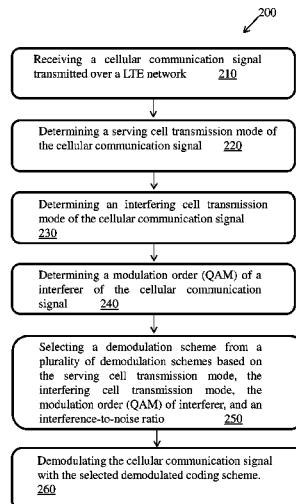 200
Receiving a cellular communication signal
transmitted over a LTE network 210
Determining a serving cell transmission mode of
the cellular communication signal 220
Determining an interfering cell transmission
mode of the cellular communication signal
230
Determining a modulation order (QAM) of a
interferer of the cellular communication
signal 240
Selecting a demodulation scheme from a
plurality of demodulation schemes based on
the serving cell transmission mode, the
interfering cell transmission mode, the
modulation order (QAM) of interferer, and an
interference-to-noise ratio 250
Demodulating the cellular communication signal
with the selected demodulated coding scheme.
260